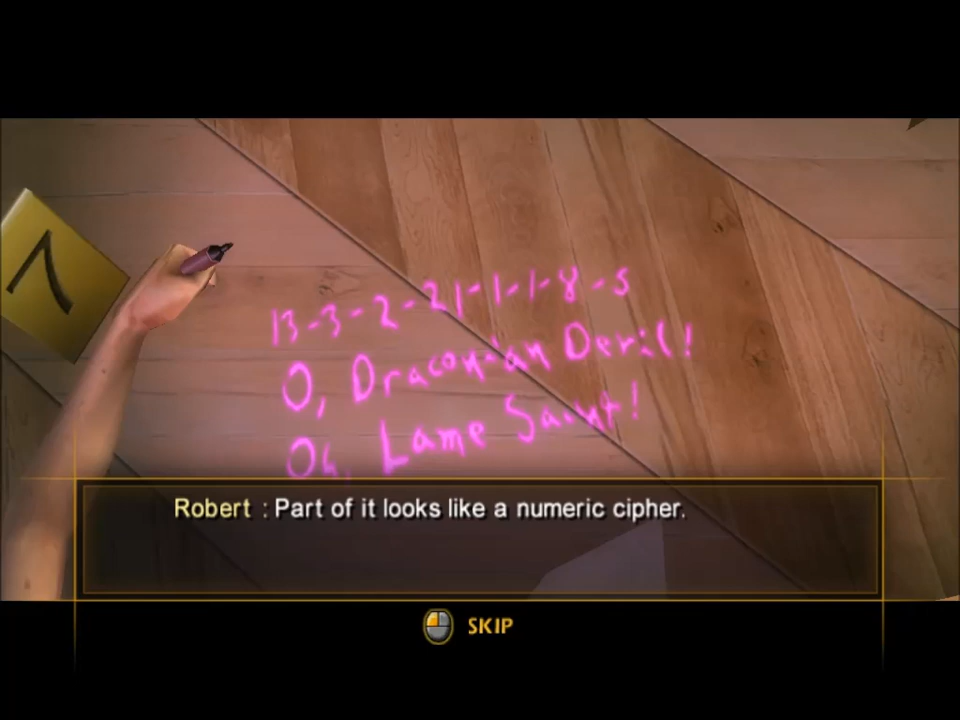 7
13-3-2-21-1-1-8-5
O, Draconian Devil!
Oh, Lame Saint!
Robert : Part of it looks like a numeric cipher.
SKIP